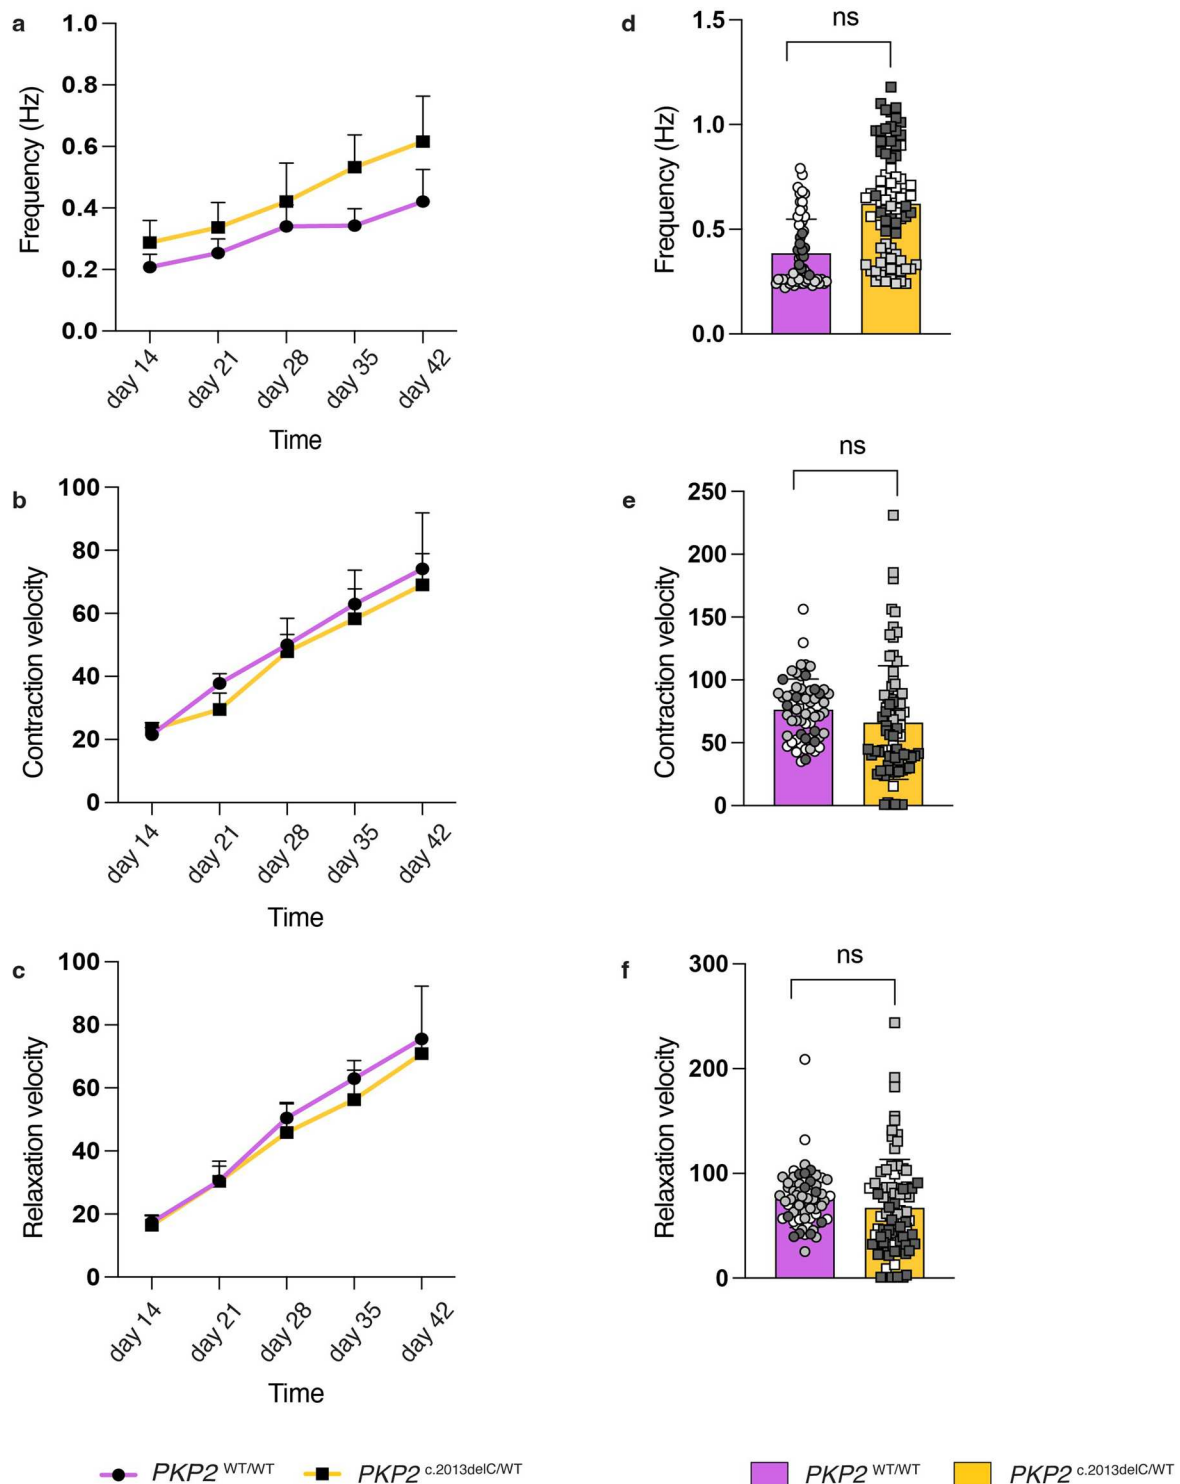 a
Frequency (Hz)
1.0
0.8
0.6
0.4
0.2
0.0
day 14
day 21
day 28
day 35
day 42
Time
d
ns
Frequency (Hz)
1.5
1.0
0.5
0.0
b
Contraction velocity
100
80
60
40
20
0
day 14
day 21
day 28
day 35
day 42
Time
e
ns
Contraction velocity
250
200
150
100
50
0
c
Relaxation velocity
100
80
60
40
20
0
day 14
day 21
day 28
day 35
day 42
Time
f
ns
Relaxation velocity
300
200
100
0
PKP2 WT/WT
PKP2 c.2013delC/WT
PKP2 WT/WT
PKP2 c.2013delC/WT